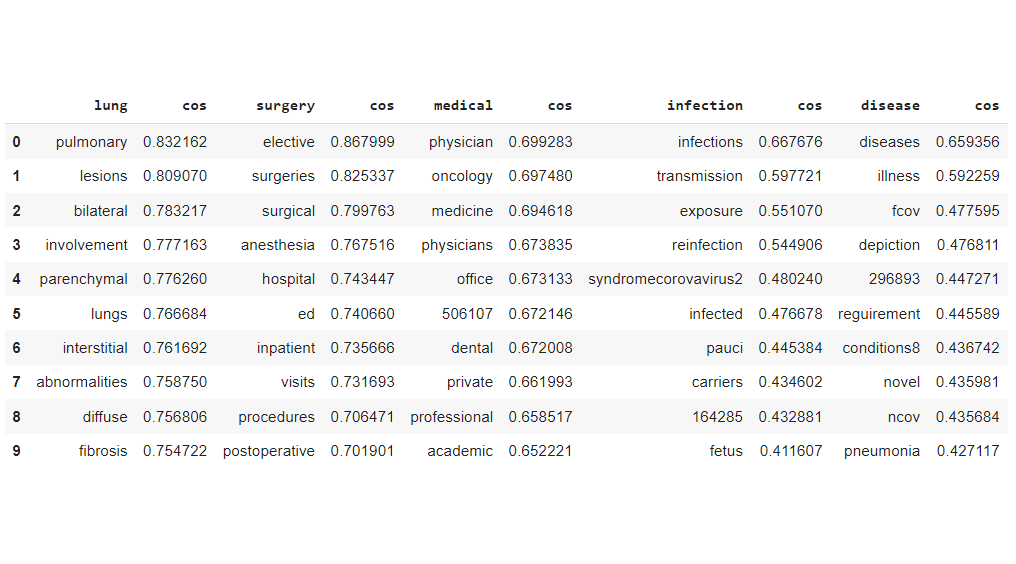 lung cos surgery cos medical cos infection cos disease cos
0 pulmonary 0.832162 elective 0.867999 physician 0.699283 infections 0.667676 diseases 0.659356
1 lesions 0.809070 surgeries 0.825337 oncology 0.697480 transmission 0.597721 illness 0.592259
2 bilateral 0.783217 surgical 0.799763 medicine 0.694618 exposure 0.551070 fcov 0.477595
3 involvement 0.777163 anesthesia 0.767516 physicians 0.673835 reinfection 0.544906 depiction 0.476811
4 parenchymal 0.776260 hospital 0.743447 office 0.673133 syndromecorovavirus2 0.480240 296893 0.447271
5 lungs 0.766684 ed 0.740660 506107 0.672146 infected 0.476678 reguirement 0.445589
6 interstitial 0.761692 inpatient 0.735666 dental 0.672008 pauci 0.445384 conditions8 0.436742
7 abnormalities 0.758750 visits 0.731693 private 0.661993 carriers 0.434602 novel 0.435981
8 diffuse 0.756806 procedures 0.706471 professional 0.658517 164285 0.432881 ncov 0.435684
9 fibrosis 0.754722 postoperative 0.701901 academic 0.652221 fetus 0.411607 pneumonia 0.427117